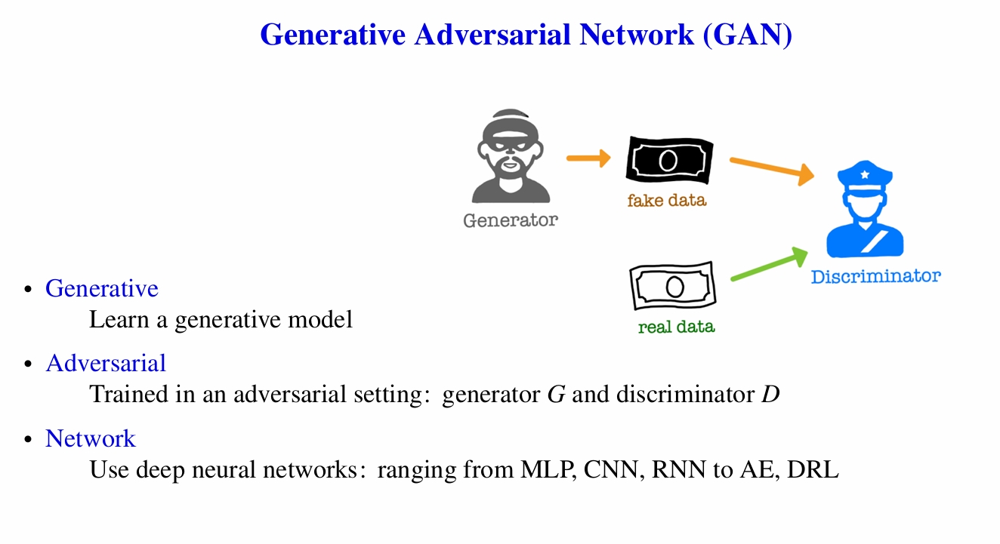 Generative Adversarial Network (GAN)
Generator
fake data
Discriminator
real data
• Generative
Learn a generative model
• Adversarial
Trained in an adversarial setting: generator G and discriminator D
• Network
Use deep neural networks: ranging from MLP, CNN, RNN to AE, DRL